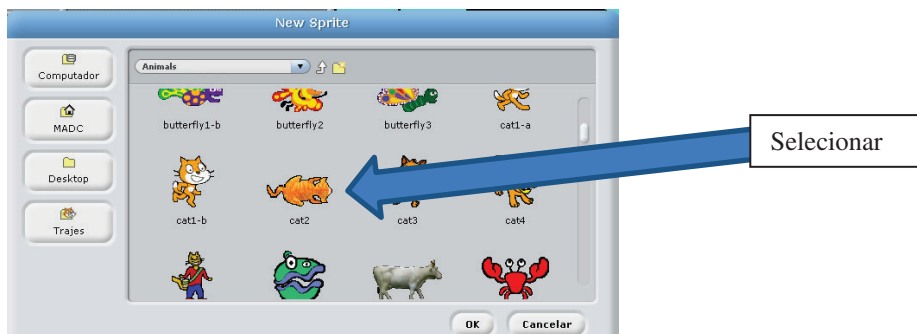 New Sprite
Computador
MADC
Desktop
Trajes
Animals
butterfly1-b butterfly2 butterfly3 cat1-a
cat1-b cat2 cat3 cat4
OK Cancelar
Selecionar